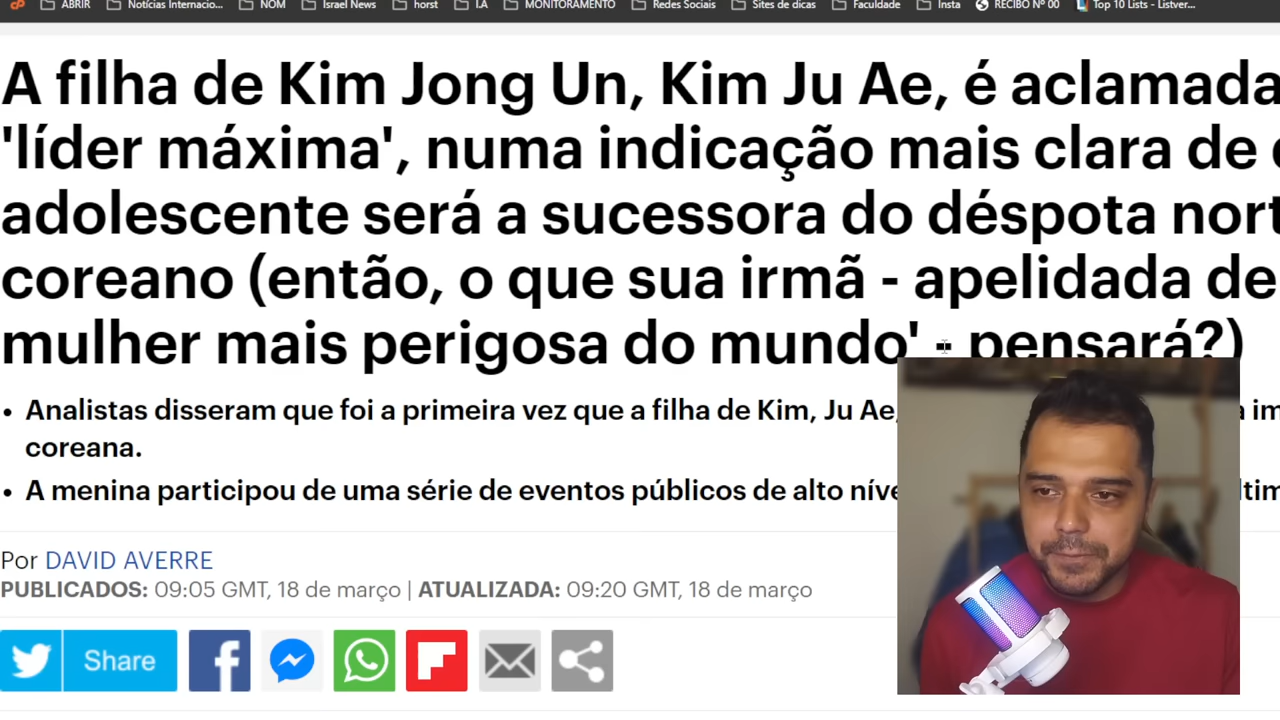 ABRIR Notícias Internacio... NOM Israel News horst I.A MONITORAMENTO Redes Sociais Sites de dicas Faculdade Insta RECIBO Nº 00 Top 10 Lists - Listver...
A filha de Kim Jong Un, Kim Ju Ae, é aclamada
'líder máxima', numa indicação mais clara de
adolescente será a sucessora do déspota nort
coreano (então, o que sua irmã - apelidada de
mulher mais perigosa do mundo' - pensará?)
• Analistas disseram que foi a primeira vez que a filha de Kim, Ju Ae,
coreana.
• A menina participou de uma série de eventos públicos de alto níve
Por DAVID AVERRE
PUBLICADOS: 09:05 GMT, 18 de março | ATUALIZADA: 09:20 GMT, 18 de março
Share